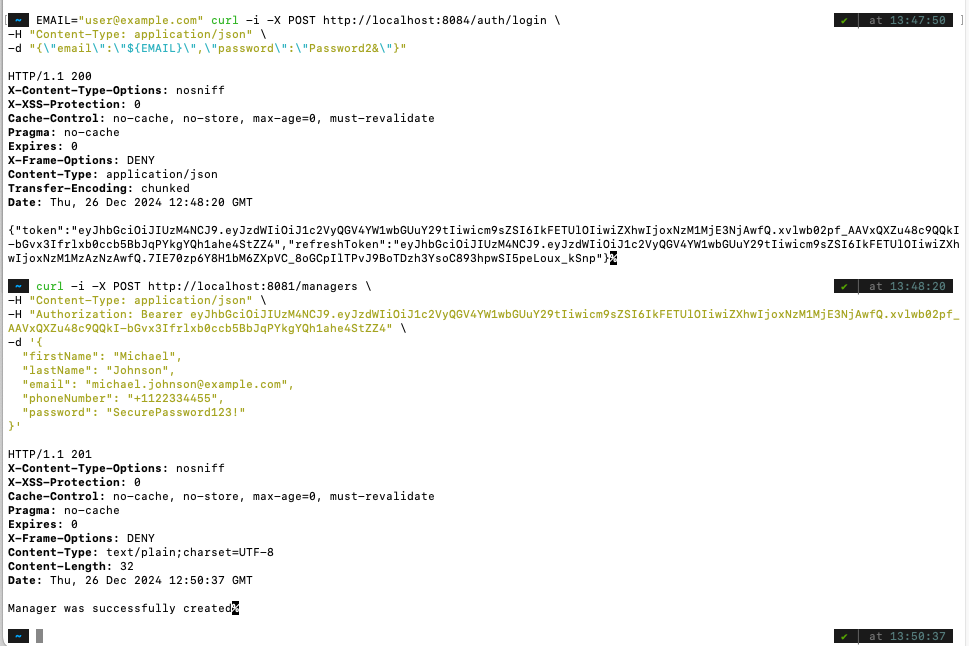 ~ EMAIL="user@example.com" curl -i -X POST http://localhost:8084/auth/login \ ✔ at 13:47:50
-H "Content-Type: application/json" \
-d "{\"email\":\"${EMAIL}\",\"password\":\"Password2&\"}"
HTTP/1.1 200
X-Content-Type-Options: nosniff
X-XSS-Protection: 0
Cache-Control: no-cache, no-store, max-age=0, must-revalidate
Pragma: no-cache
Expires: 0
X-Frame-Options: DENY
Content-Type: application/json
Transfer-Encoding: chunked
Date: Thu, 26 Dec 2024 12:48:20 GMT
{"token":"eyJhbGciOiJIUzM4NCJ9.eyJzdWIiOiJ1c2VyQGV4YW1wbGUuY29tIiwicm9sZSI6IkFETUlOIiwiZXhwIjoxNzM1MjE3NjAwfQ.xvlwb02pf_AAVxQXZu48c9QQkI
-bGvx3Ifrlxb0ccb5BbJqPYkgYQh1ahe4StZZ4","refreshToken":"eyJhbGciOiJIUzM4NCJ9.eyJzdWIiOiJ1c2VyQGV4YW1wbGUuY29tIiwicm9sZSI6IkFETUlOIiwiZXh
wIjoxNzM1MzAzNzAwfQ.7IE70zp6Y8H1bM6ZXpVC_8oGCpIlTPvJ9BoTDzh3YsoC893hpwSI5peLoux_kSnp"}%
~ curl -i -X POST http://localhost:8081/managers \ ✔ at 13:48:20
-H "Content-Type: application/json" \
-H "Authorization: Bearer eyJhbGciOiJIUzM4NCJ9.eyJzdWIiOiJ1c2VyQGV4YW1wbGUuY29tIiwicm9sZSI6IkFETUlOIiwiZXhwIjoxNzM1MjE3NjAwfQ.xvlwb02pf_
AAVxQXZu48c9QQkI-bGvx3Ifrlxb0ccb5BbJqPYkgYQh1ahe4StZZ4" \
-d '{
"firstName": "Michael",
"lastName": "Johnson",
"email": "michael.johnson@example.com",
"phoneNumber": "+1122334455",
"password": "SecurePassword123!"
}'
HTTP/1.1 201
X-Content-Type-Options: nosniff
X-XSS-Protection: 0
Cache-Control: no-cache, no-store, max-age=0, must-revalidate
Pragma: no-cache
Expires: 0
X-Frame-Options: DENY
Content-Type: text/plain;charset=UTF-8
Content-Length: 32
Date: Thu, 26 Dec 2024 12:50:37 GMT
Manager was successfully created%
~ ✔ at 13:50:37